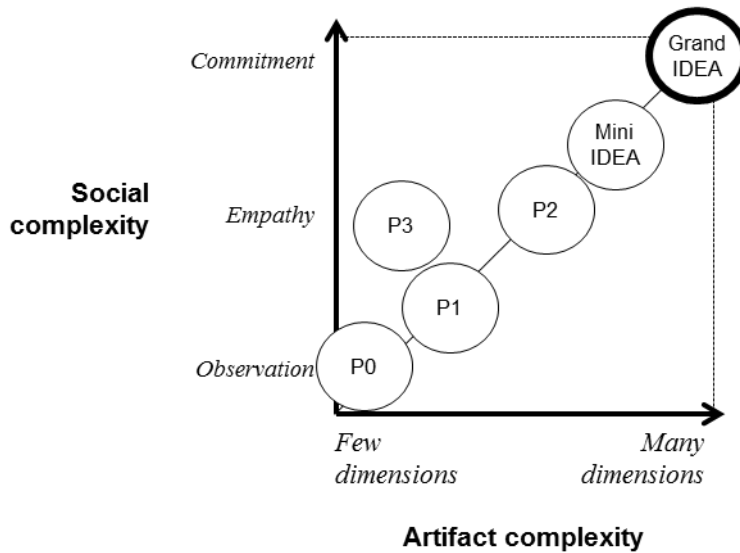 Grand
IDEA
Commitment
Mini
IDEA
Social
complexity
Empathy
P3
P2
P1
Observation
P0
Few
dimensions
Many
dimensions
Artifact complexity